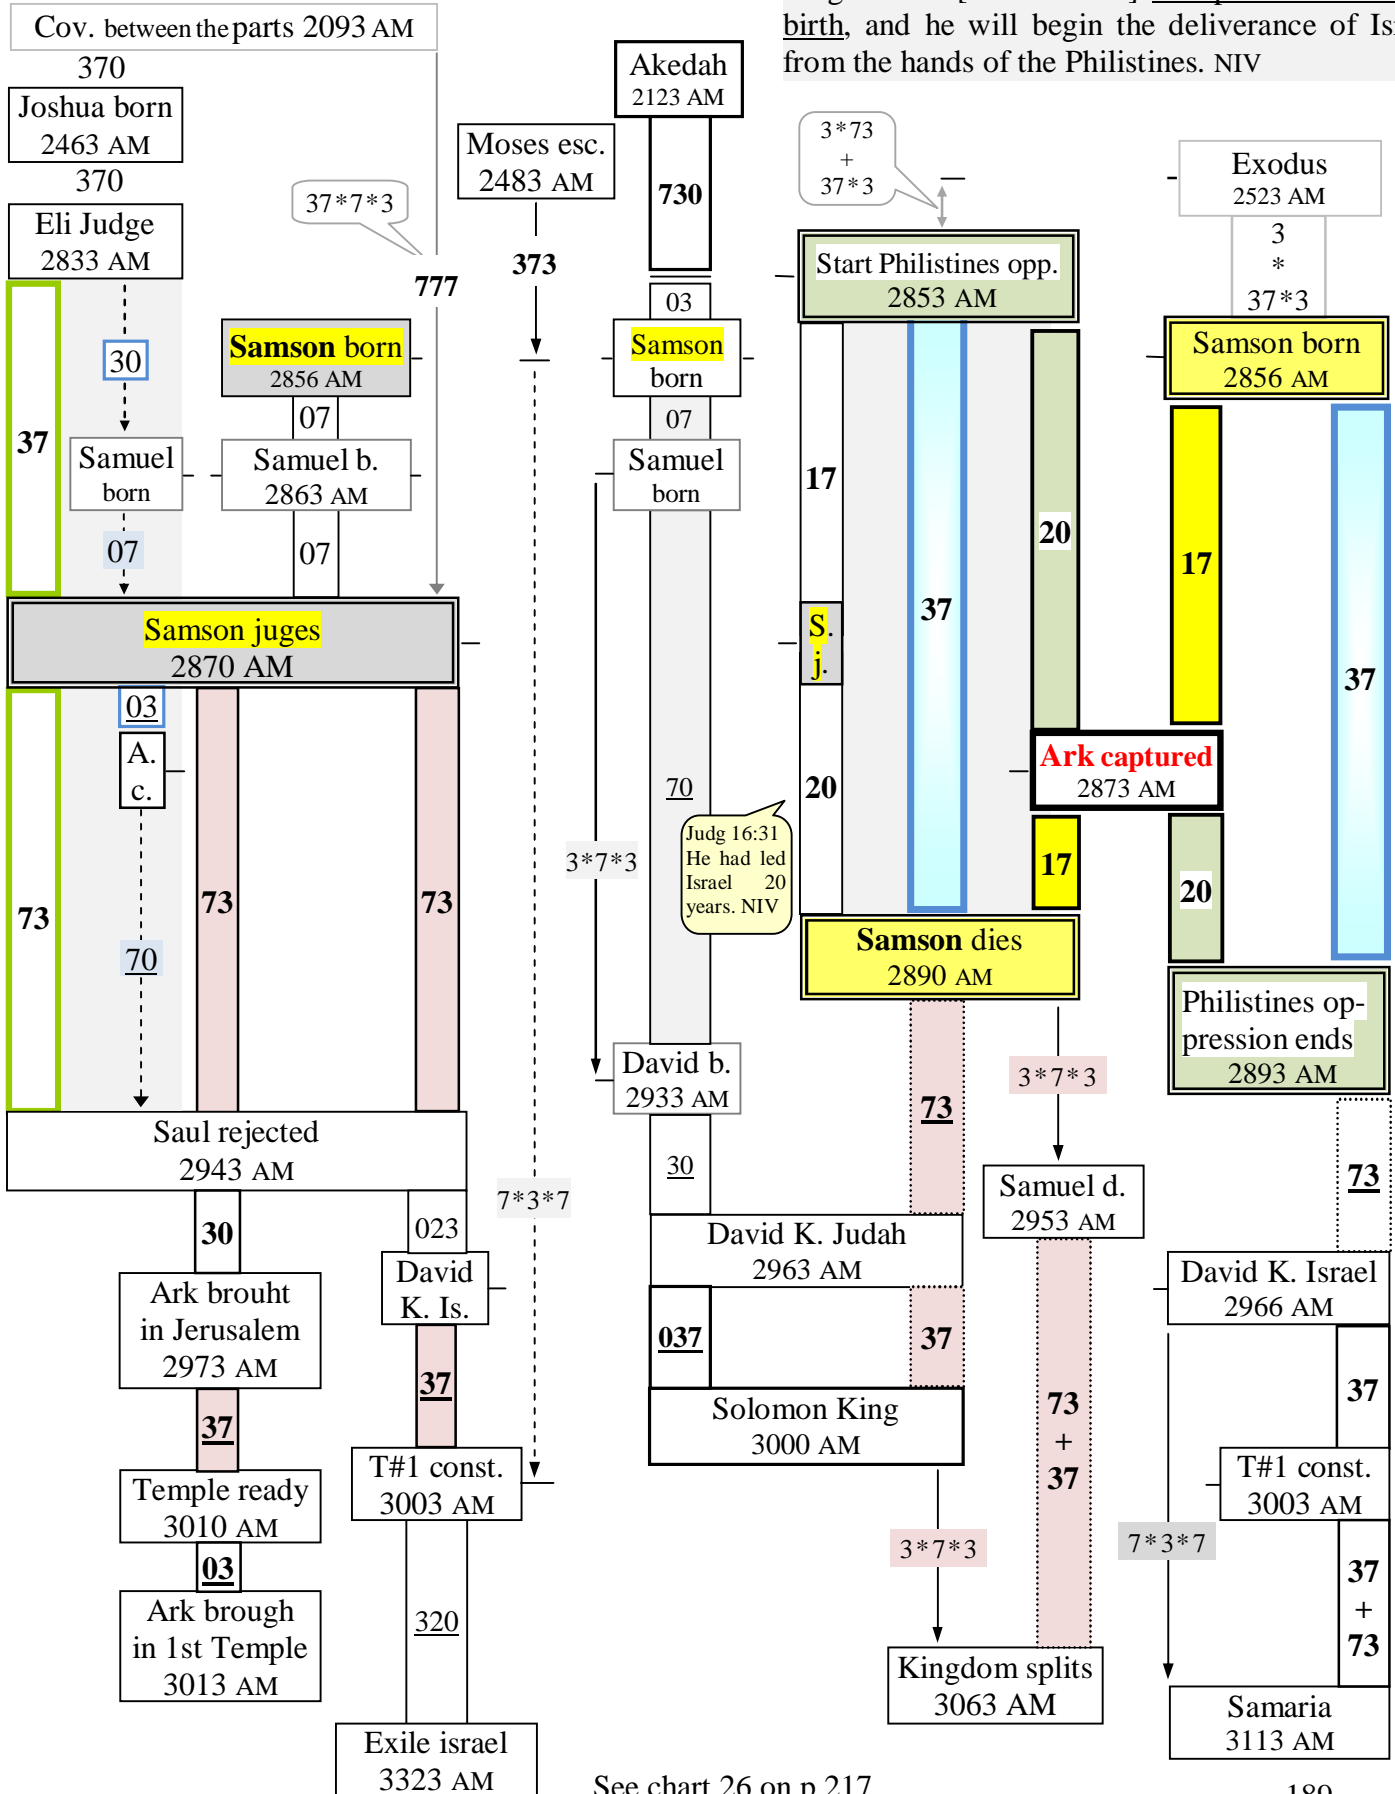 birth, and he will begin the deliverance of
from the hands of the Philistines. NIV
Cov. between the parts 2093 AM
370
Joshua born
2463 AM
370
Eli Judge
2833 AM
37
30
Samuel
born
07
37*7*3
777
Samson born
2856 AM
07
Samuel b.
2863 AM
07
Samson juges
2870 AM
73
03
A.
c.
70
73
73
Saul rejected
2943 AM
30
Ark brouht
in Jerusalem
2973 AM
37
Temple ready
3010 AM
03
Ark brough
in 1st Temple
3013 AM
023
David
K. Is.
37
T#1 const.
3003 AM
320
Exile israel
3323 AM
Moses esc.
2483 AM
373
7*3*7
Akedah
2123 AM
730
03
Samson
born
07
Samuel
born
3*7*3
70
David b.
2933 AM
30
David K. Judah
2963 AM
037
37
Solomon King
3000 AM
3*7*3
Kingdom splits
3063 AM
3*73
+
37*3
Start Philistines opp.
2853 AM
17
S.
j.
20
37
20
Judg 16:31
He had led
Israel 20
years. NIV
Ark captured
2873 AM
17
Samson dies
2890 AM
73
3*7*3
Samuel d.
2953 AM
73
+
37
Exodus
2523 AM
3
*
37*3
Samson born
2856 AM
17
37
20
Philistines op-
pression ends
2893 AM
73
David K. Israel
2966 AM
37
T#1 const.
3003 AM
7*3*7
37
+
73
Samaria
3113 AM
See chart 26 on p 217
189